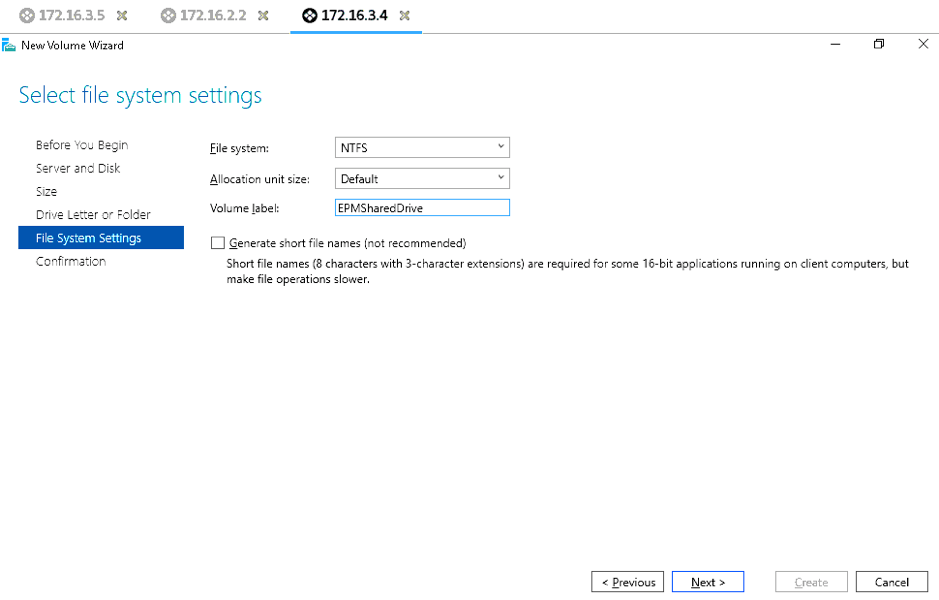 172.16.3.5 172.16.2.2 172.16.3.4
New Volume Wizard
Select file system settings
Before You Begin
Server and Disk
Size
Drive Letter or Folder
File System Settings
Confirmation
File system: NTFS
Allocation unit size: Default
Volume label: EPMSharedDrive
Generate short file names (not recommended)
Short file names (8 characters with 3-character extensions) are required for some 16-bit applications running on client computers, but
make file operations slower.
< Previous Next > Create Cancel